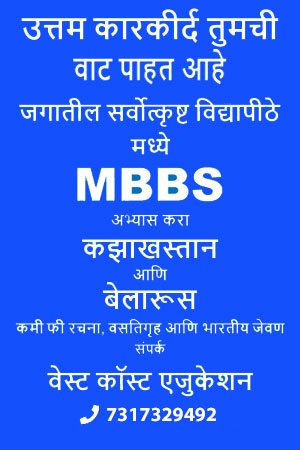 उत्तम कारकीर्द तुमची
वाट पाहत आहे
जगातील सर्वोत्कृष्ट विद्यापीठे
मध्ये
MBBS
अभ्यास करा
कझाखस्तान
आणि
बेलारूस
कमी फी रचना, वसतिगृह आणि भारतीय जेवण
संपर्क
वेस्ट कॉस्ट एजुकेशन
7317329492